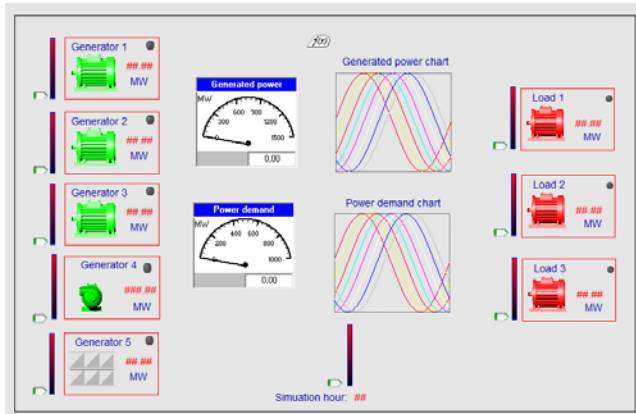 Generator 1
##.##
MW
Generator 2
##.##
MW
Generator 3
##.##
MW
Generator 4
###.##
MW
Generator 5
##.##
MW
f(x)
Generated power
MW
0 200 600 900 1200 1500
0,00
Power demand
MW
0 200 400 600 800 1000
0,00
Generated power chart
Power demand chart
Simuation hour: ##
Load 1
##.##
MW
Load 2
##.##
MW
Load 3
##.##
MW